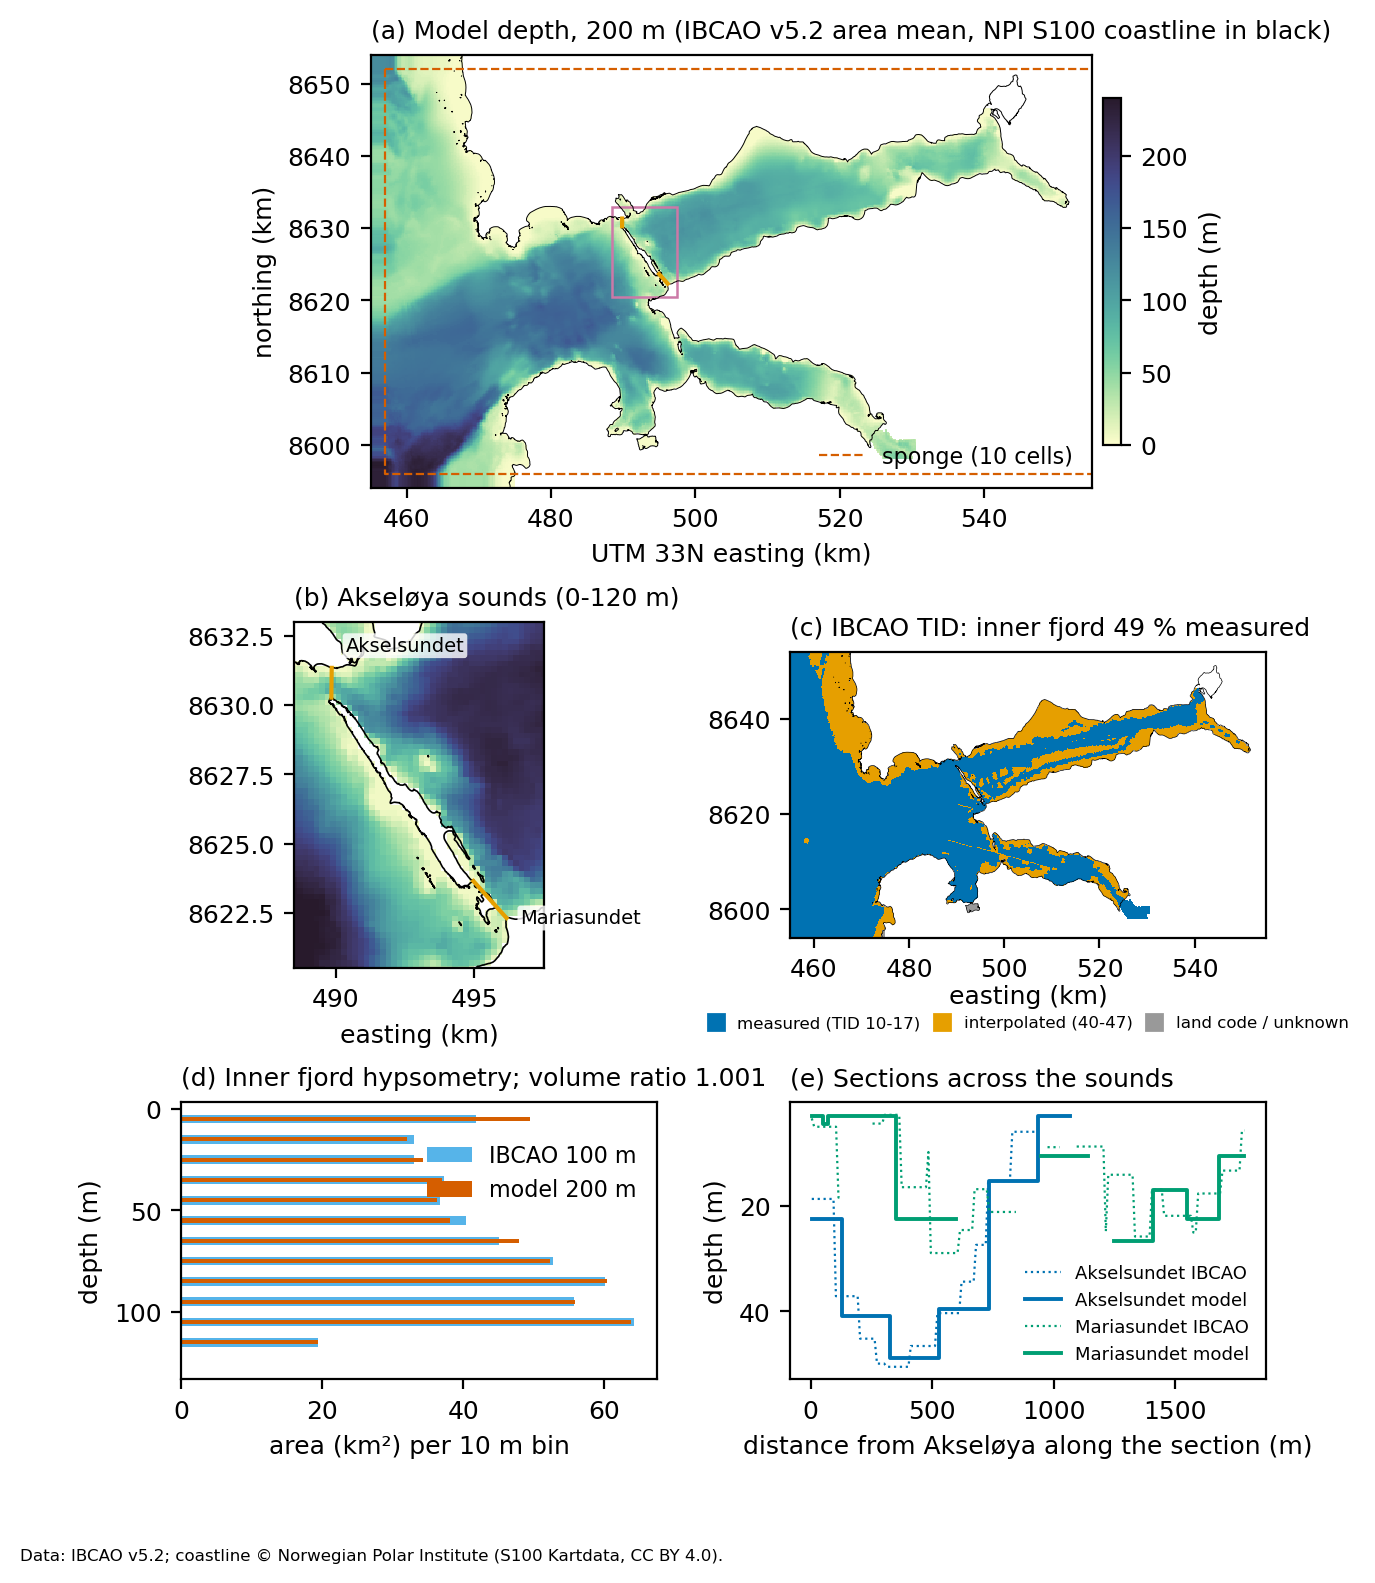 (a) Model depth, 200 m (IBCAO v5.2 area mean, NPI S100 coastline in black)
8650
8640
8630
8620
8610
8600
northing (km)
460
480
500
520
540
UTM 33N easting (km)
sponge (10 cells)
200
150
100
50
0
depth (m)
(b) Akseløya sounds (0-120 m)
8632.5
8630.0
8627.5
8625.0
8622.5
Akselsundet
Mariasundet
490
495
easting (km)
(c) IBCAO TID: inner fjord 49 % measured
8640
8620
8600
460
480
500
520
540
easting (km)
measured (TID 10-17)
interpolated (40-47)
land code / unknown
(d) Inner fjord hypsometry; volume ratio 1.001
0
50
100
depth (m)
IBCAO 100 m
model 200 m
0
20
40
60
area (km²) per 10 m bin
(e) Sections across the sounds
20
40
depth (m)
Akselsundet IBCAO
Akselsundet model
Mariasundet IBCAO
Mariasundet model
0
500
1000
1500
distance from Akseløya along the section (m)
Data: IBCAO v5.2; coastline © Norwegian Polar Institute (S100 Kartdata, CC BY 4.0).